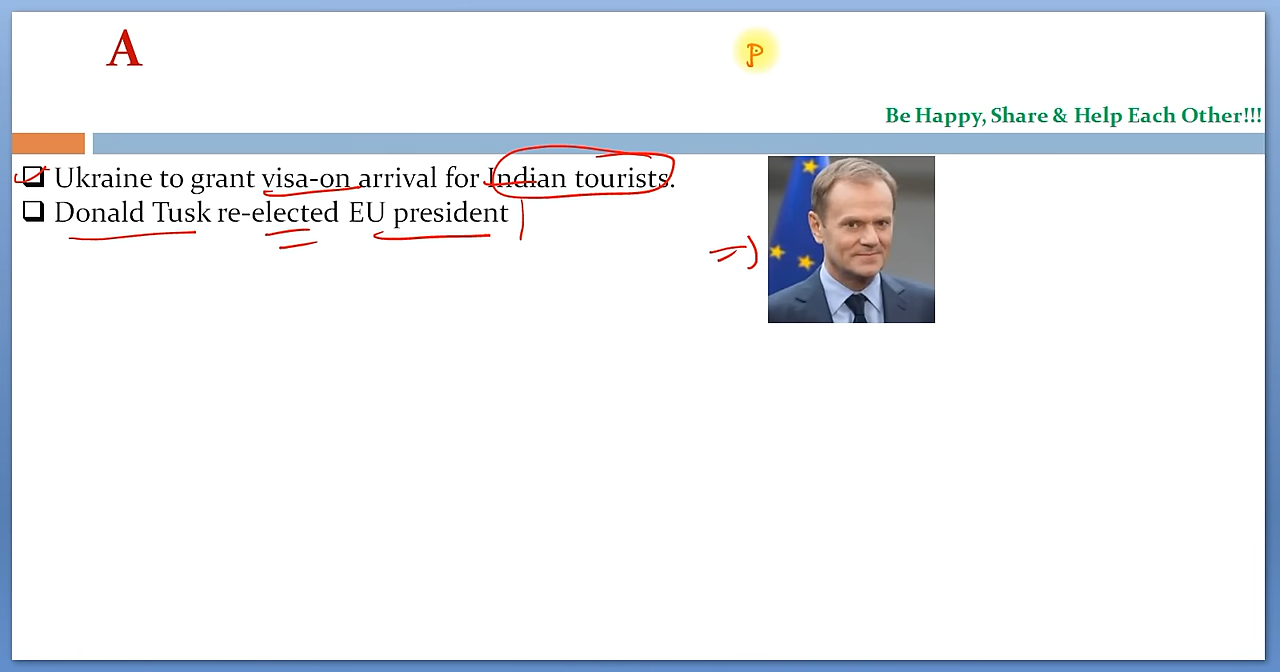 A
P
Be Happy, Share & Help Each Other!!!
Ukraine to grant visa-on arrival for Indian tourists.
Donald Tusk re-elected EU president